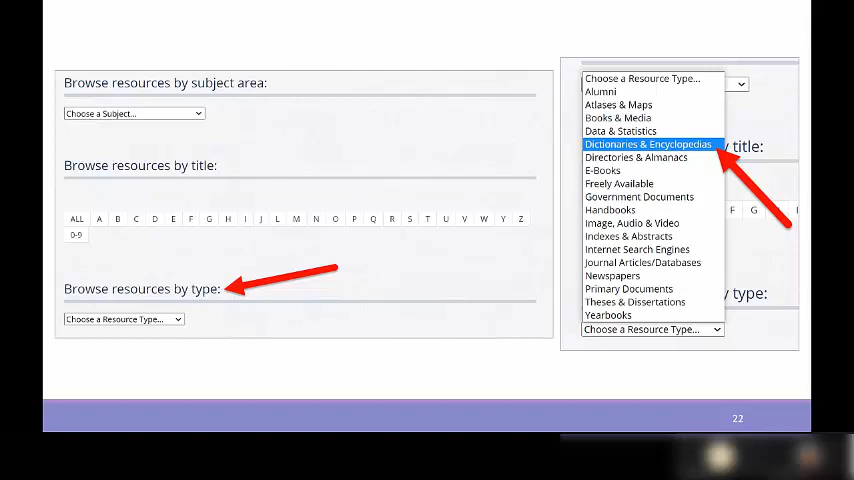 Browse resources by subject area:
Choose a Subject...
Browse resources by title:
ALL A B C D E F G H I J L M N O P Q R S T U V W Y Z
0-9
Browse resources by type:
Choose a Resource Type...
Choose a Resource Type...
Alumni
Atlases & Maps
Books & Media
Data & Statistics
Dictionaries & Encyclopedias
Directories & Almanacs
E-Books
Freely Available
Government Documents
Handbooks
Image, Audio & Video
Indexes & Abstracts
Internet Search Engines
Journal Articles/Databases
Newspapers
Primary Documents
Theses & Dissertations
Yearbooks
Choose a Resource Type...
y title:
F G
y type:
22